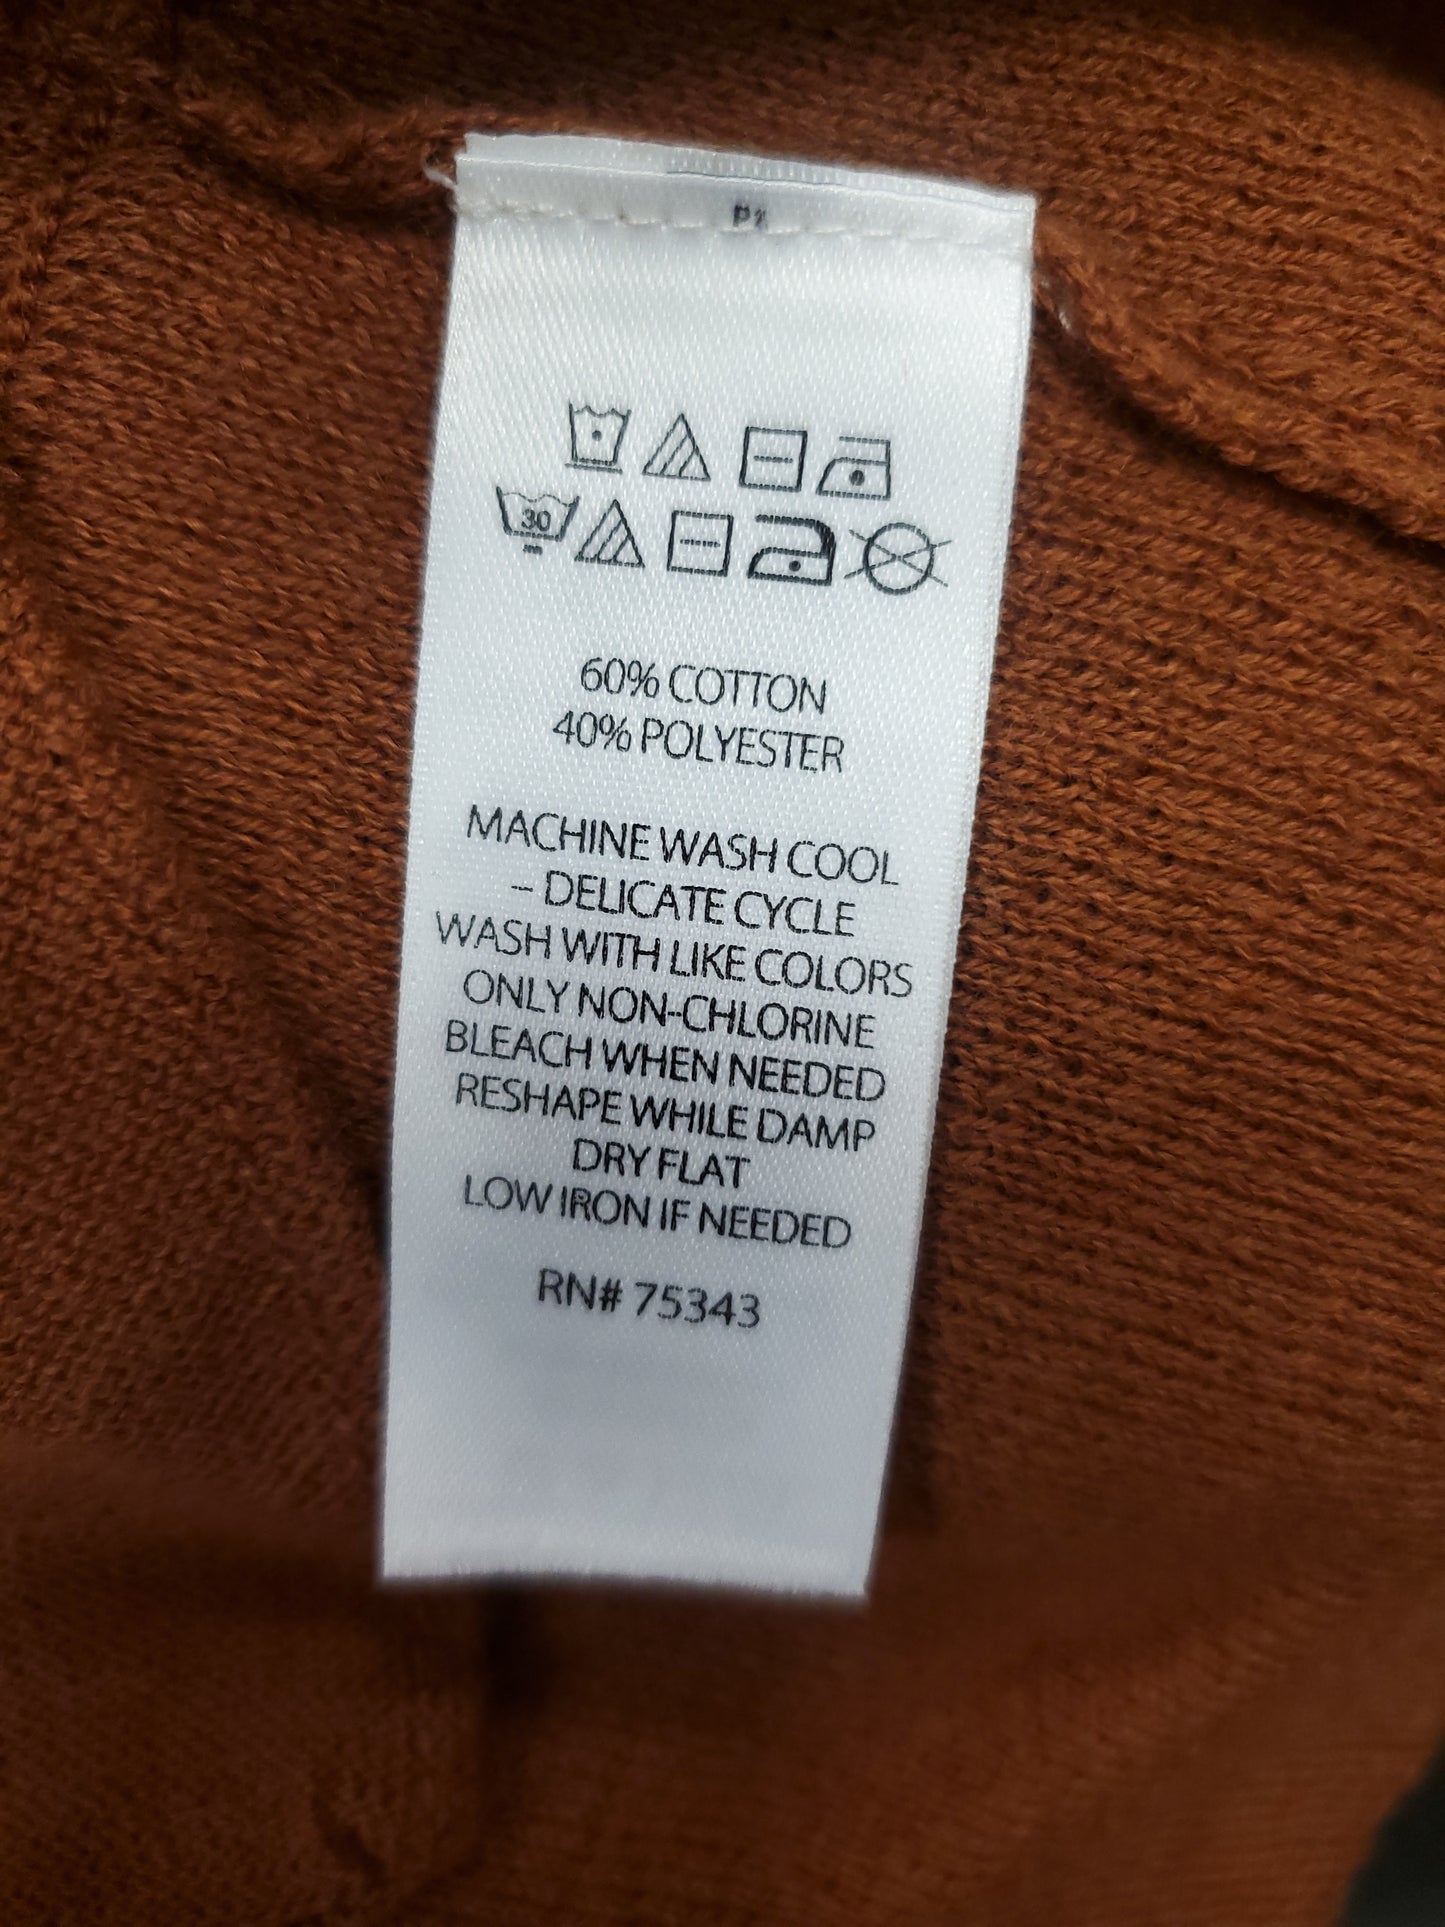 30
60% COTTON
40% POLYESTER
MACHINE WASH COOL
– DELICATE CYCLE
WASH WITH LIKE COLORS
ONLY NON-CHLORINE
BLEACH WHEN NEEDED
RESHAPE WHILE DAMP
DRY FLAT
LOW IRON IF NEEDED
RN# 75343